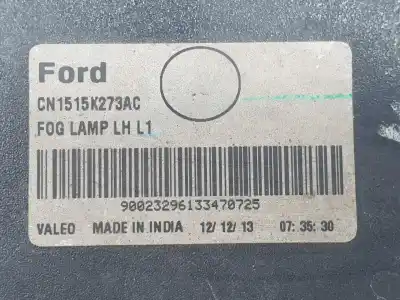 Ford
CN1515K273AC
FOG LAMP LH L1
90023296133470725
VALEO MADE IN INDIA 12/12/13 07:35:30